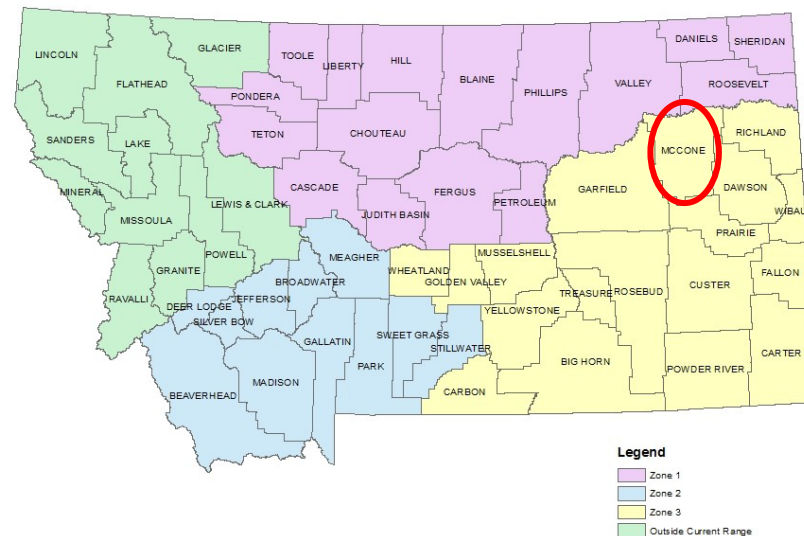 LINCOLN
FLATHEAD
GLACIER
TOOLE
LIBERTY
HILL
BLAINE
PHILLIPS
VALLEY
DANIELS
SHERIDAN
ROOSEVELT
PONDERA
TETON
CHOUTEAU
SANDERS
LAKE
MCCONE
RICHLAND
MINERAL
MISSOULA
LEWIS & CLARK
CASCADE
JUDITH BASIN
FERGUS
PETROLEUM
GARFIELD
DAWSON
WIBAU
PRAIRIE
POWELL
GRANITE
RAVALLI
MEAGHER
BROADWATER
WHEATLAND
GOLDEN VALLEY
MUSSELSHELL
DEER LODGE
JEFFERSON
SILVER BOW
TREASURE
ROSEBUD
CUSTER
FALLON
YELLOWSTONE
GALLATIN
SWEET GRASS
STILLWATER
PARK
BEAVERHEAD
MADISON
CARBON
BIG HORN
POWDER RIVER
CARTER
Legend
Zone 1
Zone 2
Zone 3
Outside Current Range